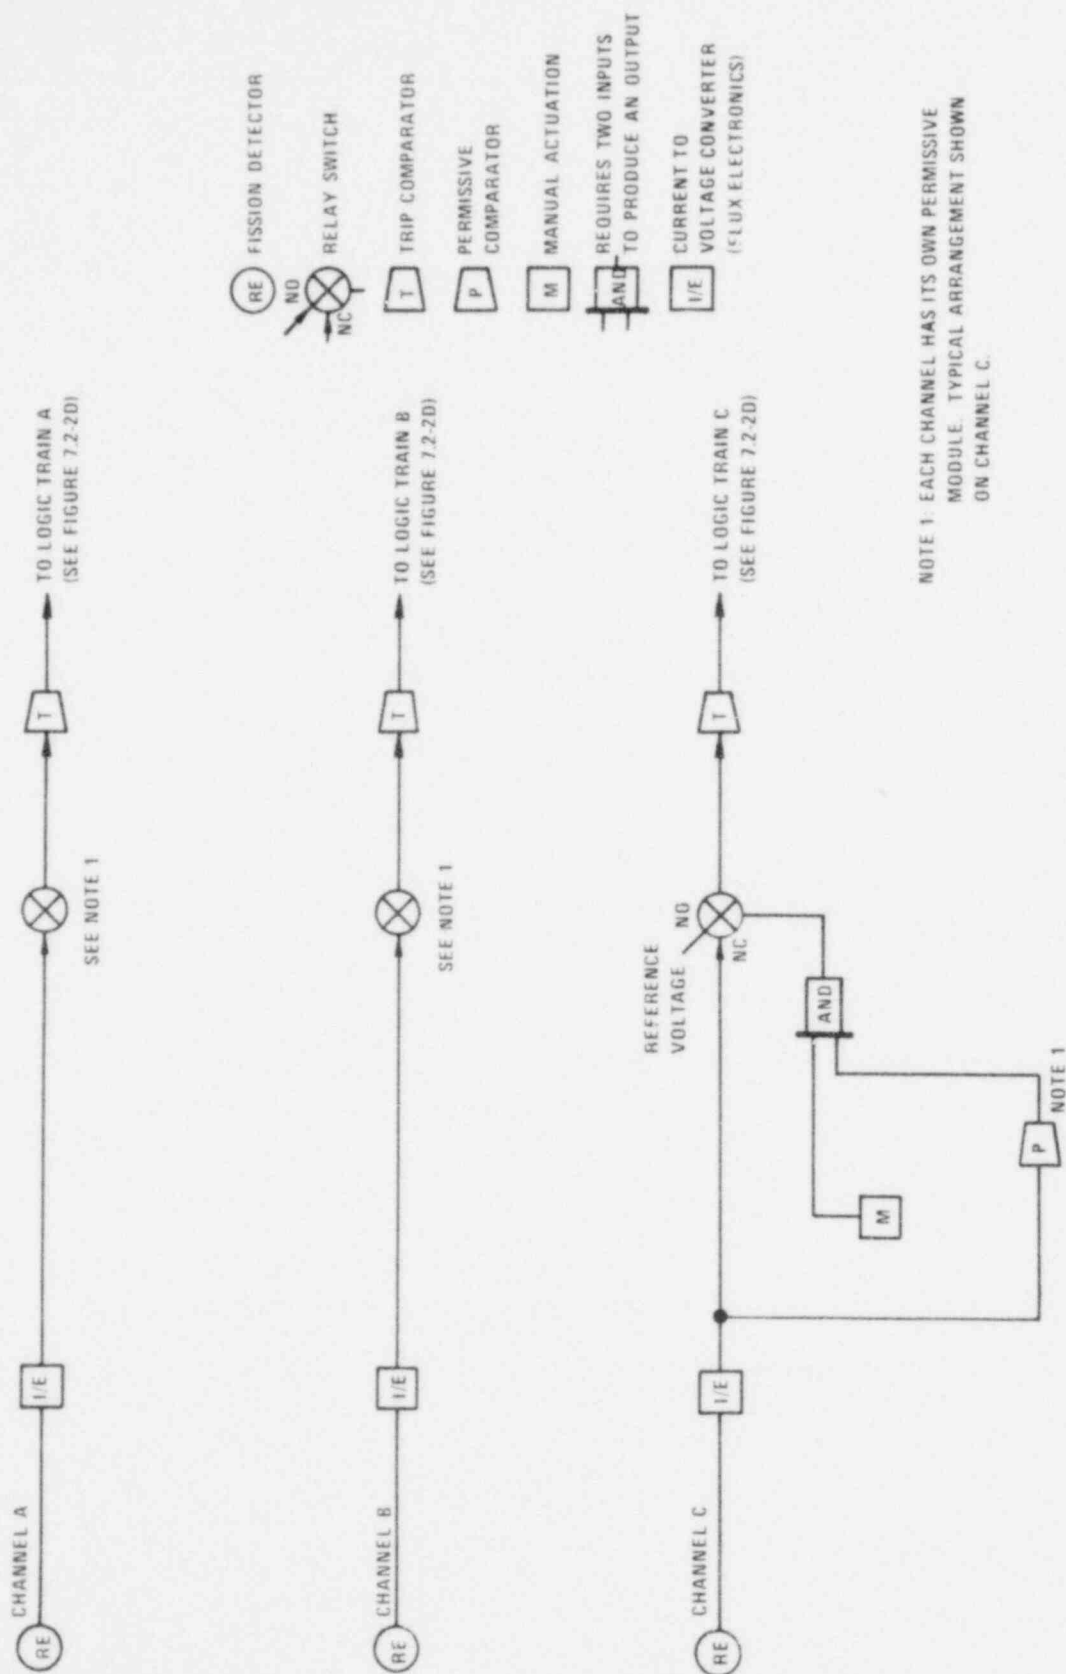 CHANNEL A
RE
I/E
SEE NOTE 1
T
TO LOGIC TRAIN A
(SEE FIGURE 7.2-2D)
CHANNEL B
RE
I/E
SEE NOTE 1
T
TO LOGIC TRAIN B
(SEE FIGURE 7.2-2D)
CHANNEL C
RE
I/E
REFERENCE
VOLTAGE
NO
NC
AND
M
P
NOTE 1
T
TO LOGIC TRAIN C
(SEE FIGURE 7.2-2D)
RE
FISSION DETECTOR
NO
NC
RELAY SWITCH
T
TRIP COMPARATOR
P
PERMISSIVE
COMPARATOR
M
MANUAL ACTUATION
AND
REQUIRES TWO INPUTS
TO PRODUCE AN OUTPUT
I/E
CURRENT TO
VOLTAGE CONVERTER
(FLUX ELECTRONICS)
NOTE 1: EACH CHANNEL HAS ITS OWN PERMISSIVE
MODULE. TYPICAL ARRANGEMENT SHOWN
ON CHANNEL C.